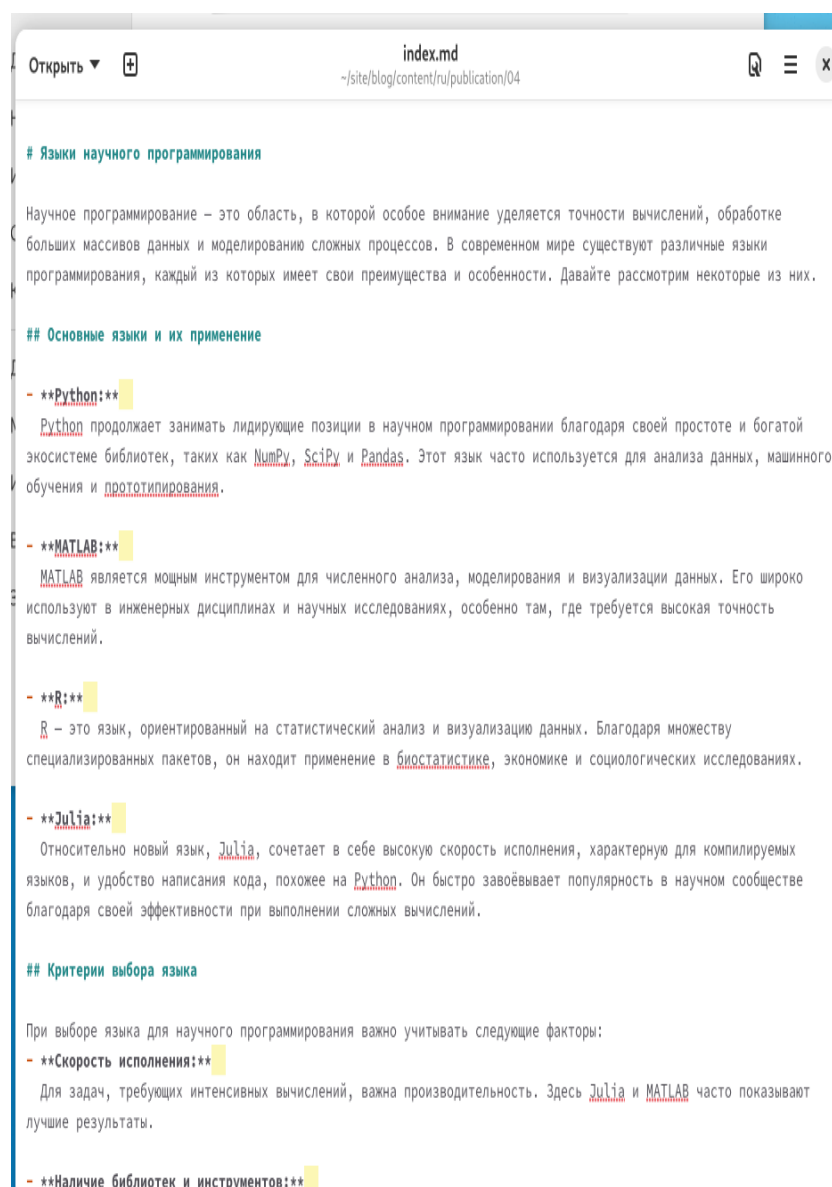 Открыть
index.md
~/site/blog/content/ru/publication/04
# Языки научного программирования
Научное программирование — это область, в которой особое внимание уделяется точности вычислений, обработке
больших массивов данных и моделированию сложных процессов. В современном мире существуют различные языки
программирования, каждый из которых имеет свои преимущества и особенности. Давайте рассмотрим некоторые из них.
## Основные языки и их применение
- **Python:**
Python продолжает занимать лидирующие позиции в научном программировании благодаря своей простоте и богатой
экосистеме библиотек, таких как NumPy, SciPy и Pandas. Этот язык часто используется для анализа данных, машинного
обучения и прототипирования.
- **MATLAB:**
MATLAB является мощным инструментом для численного анализа, моделирования и визуализации данных. Его широко
используют в инженерных дисциплинах и научных исследованиях, особенно там, где требуется высокая точность
вычислений.
- **R:**
R — это язык, ориентированный на статистический анализ и визуализацию данных. Благодаря множеству
специализированных пакетов, он находит применение в биостатистике, экономике и социологических исследованиях.
- **Julia:**
Относительно новый язык, Julia, сочетает в себе высокую скорость исполнения, характерную для компилируемых
языков, и удобство написания кода, похожее на Python. Он быстро завоёвывает популярность в научном сообществе
благодаря своей эффективности при выполнении сложных вычислений.
## Критерии выбора языка
При выборе языка для научного программирования важно учитывать следующие факторы:
- **Скорость исполнения:**
Для задач, требующих интенсивных вычислений, важна производительность. Здесь Julia и MATLAB часто показывают
лучшие результаты.
- **Наличие библиотек и инструментов:**